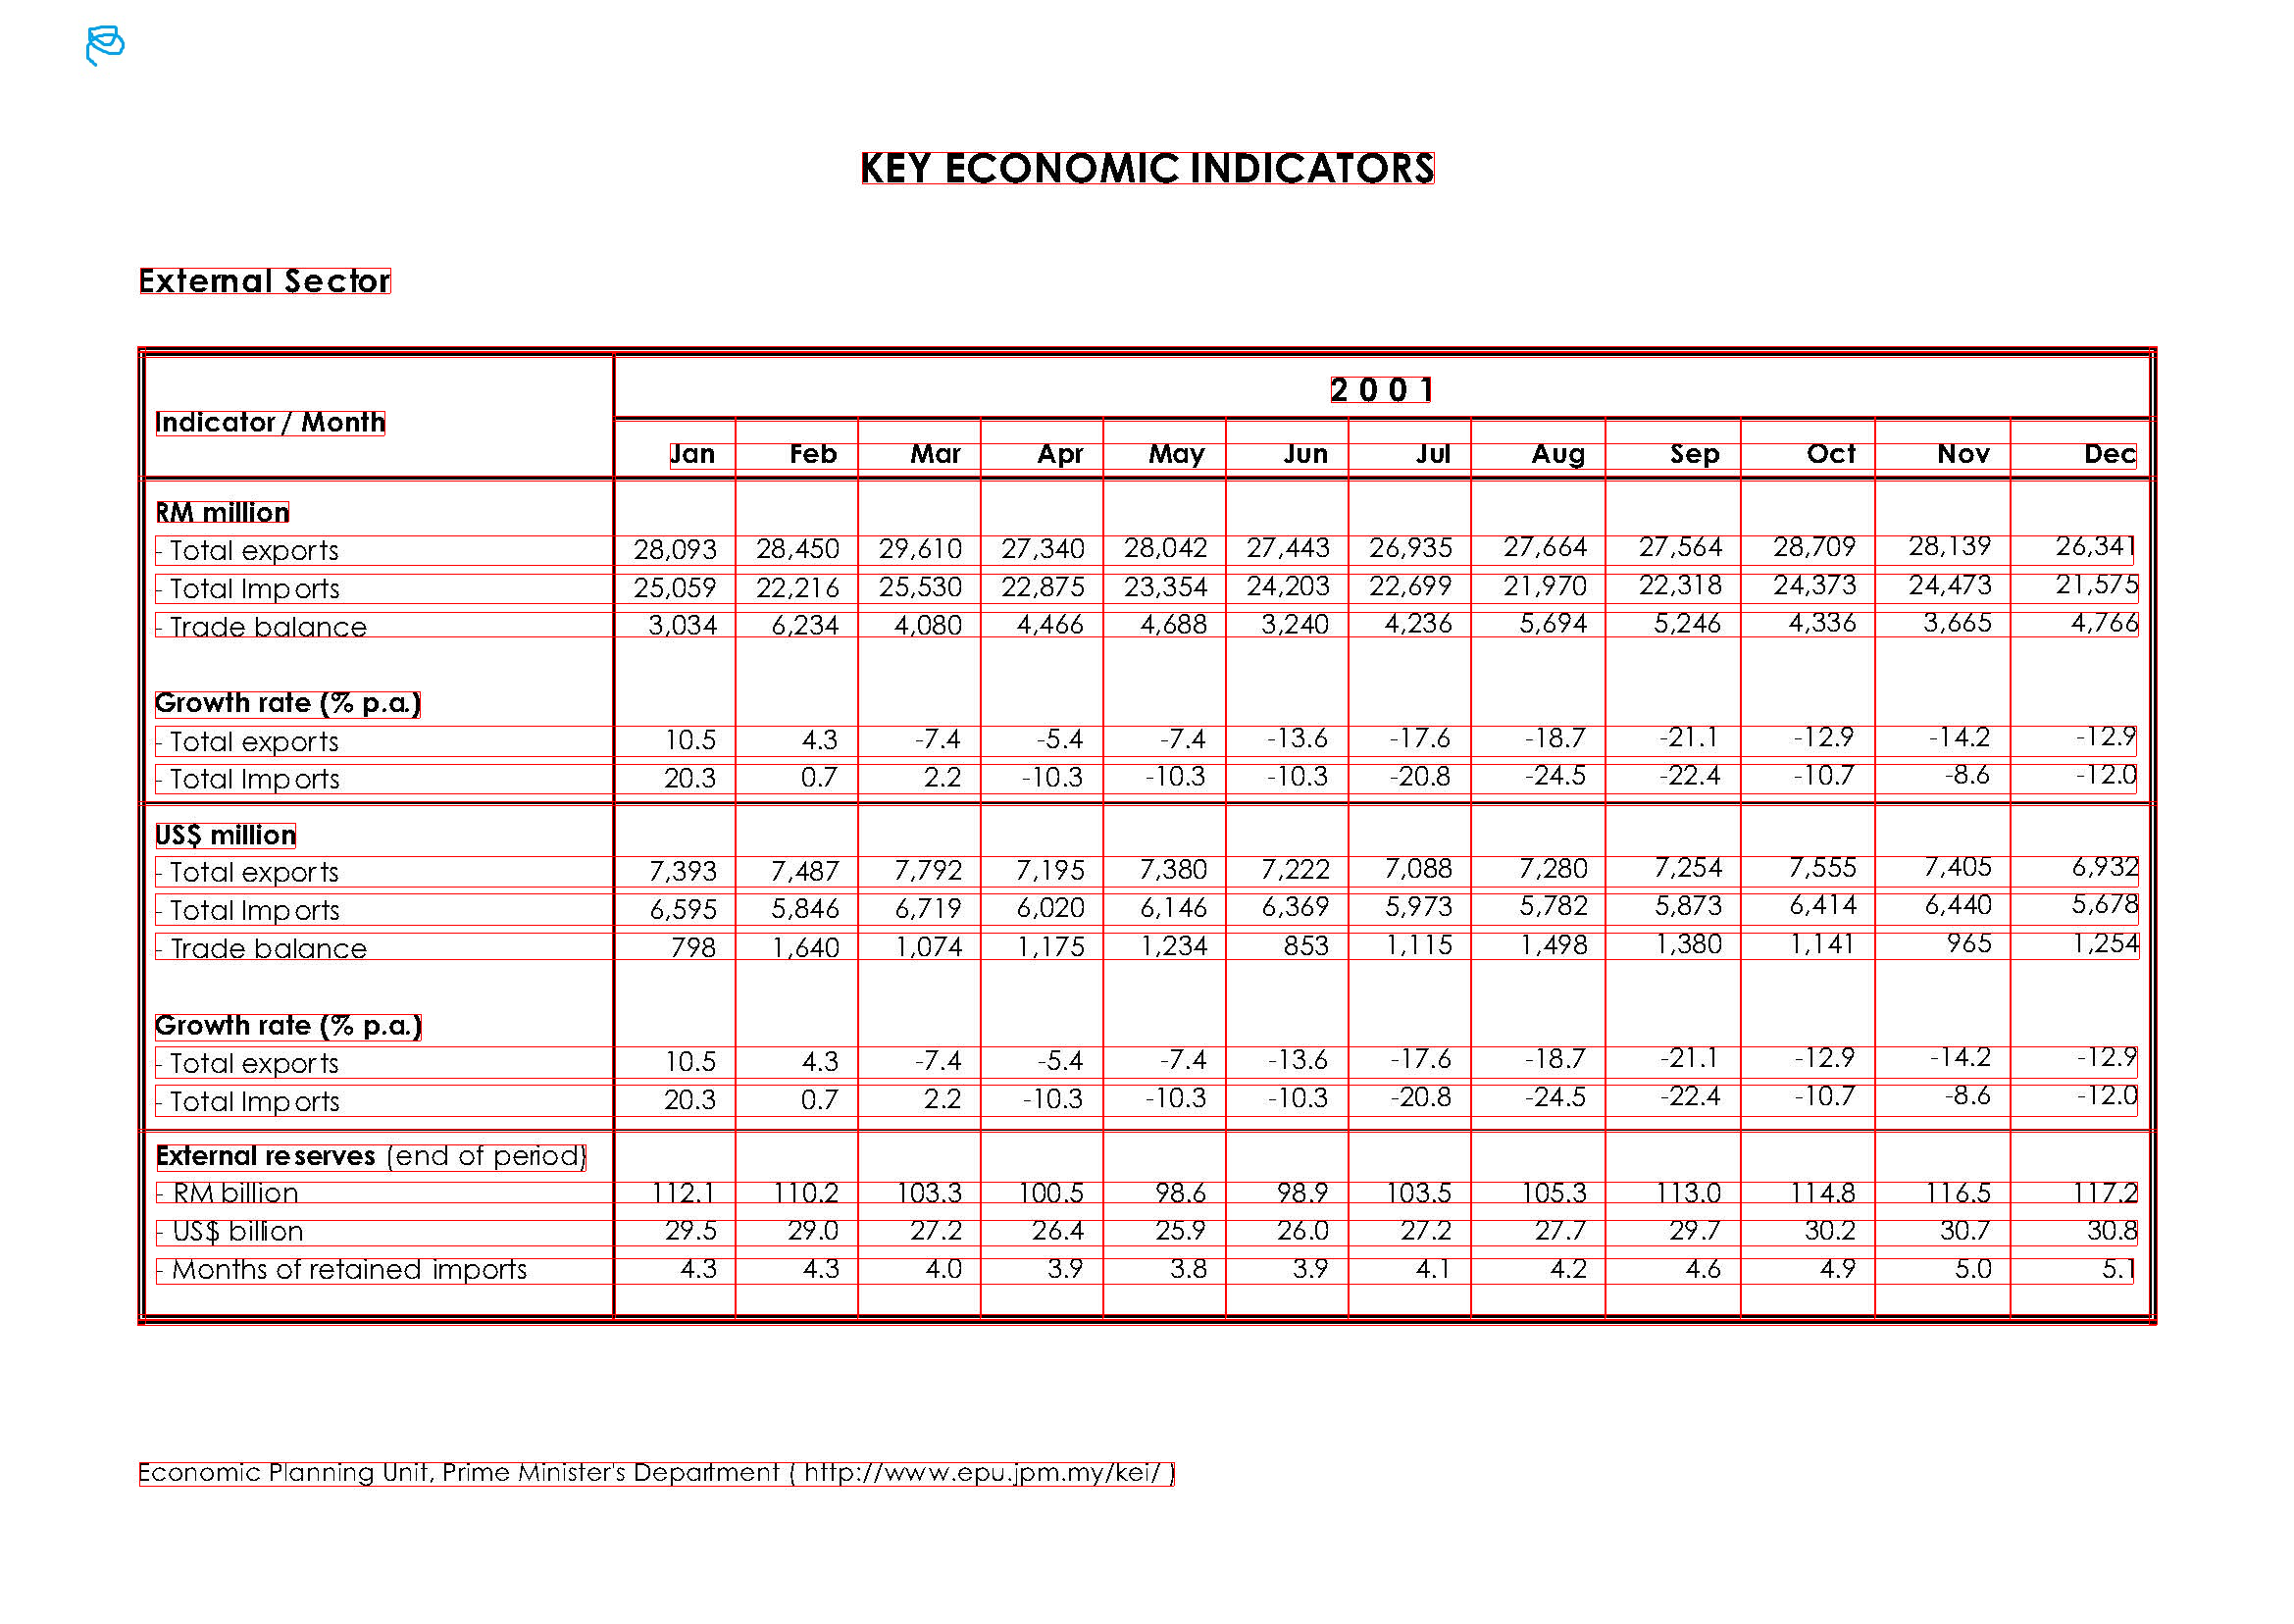 KEY ECONOMIC INDICATORS
External Sector
2 0 0 1
Indicator / Month
Jan Feb Mar Apr May Jun Jul Aug Sep Oct Nov Dec
RM million
- Total exports 28,093 28,450 29,610 27,340 28,042 27,443 26,935 27,664 27,564 28,709 28,139 26,341
- Total Imports 25,059 22,216 25,530 22,875 23,354 24,203 22,699 21,970 22,318 24,373 24,473 21,575
- Trade balance 3,034 6,234 4,080 4,466 4,688 3,240 4,236 5,694 5,246 4,336 3,665 4,766
Growth rate (% p.a.)
- Total exports 10.5 4.3 -7.4 -5.4 -7.4 -13.6 -17.6 -18.7 -21.1 -12.9 -14.2 -12.9
- Total Imports 20.3 0.7 2.2 -10.3 -10.3 -10.3 -20.8 -24.5 -22.4 -10.7 -8.6 -12.0
US$ million
- Total exports 7,393 7,487 7,792 7,195 7,380 7,222 7,088 7,280 7,254 7,555 7,405 6,932
- Total Imports 6,595 5,846 6,719 6,020 6,146 6,369 5,973 5,782 5,873 6,414 6,440 5,678
- Trade balance 798 1,640 1,074 1,175 1,234 853 1,115 1,498 1,380 1,141 965 1,254
Growth rate (% p.a.)
- Total exports 10.5 4.3 -7.4 -5.4 -7.4 -13.6 -17.6 -18.7 -21.1 -12.9 -14.2 -12.9
- Total Imports 20.3 0.7 2.2 -10.3 -10.3 -10.3 -20.8 -24.5 -22.4 -10.7 -8.6 -12.0
External reserves (end of period)
- RM billion 112.1 110.2 103.3 100.5 98.6 98.9 103.5 105.3 113.0 114.8 116.5 117.2
- US$ billion 29.5 29.0 27.2 26.4 25.9 26.0 27.2 27.7 29.7 30.2 30.7 30.8
- Months of retained imports 4.3 4.3 4.0 3.9 3.8 3.9 4.1 4.2 4.6 4.9 5.0 5.1
Economic Planning Unit, Prime Minister's Department ( http://www.epu.jpm.my/kei/ )